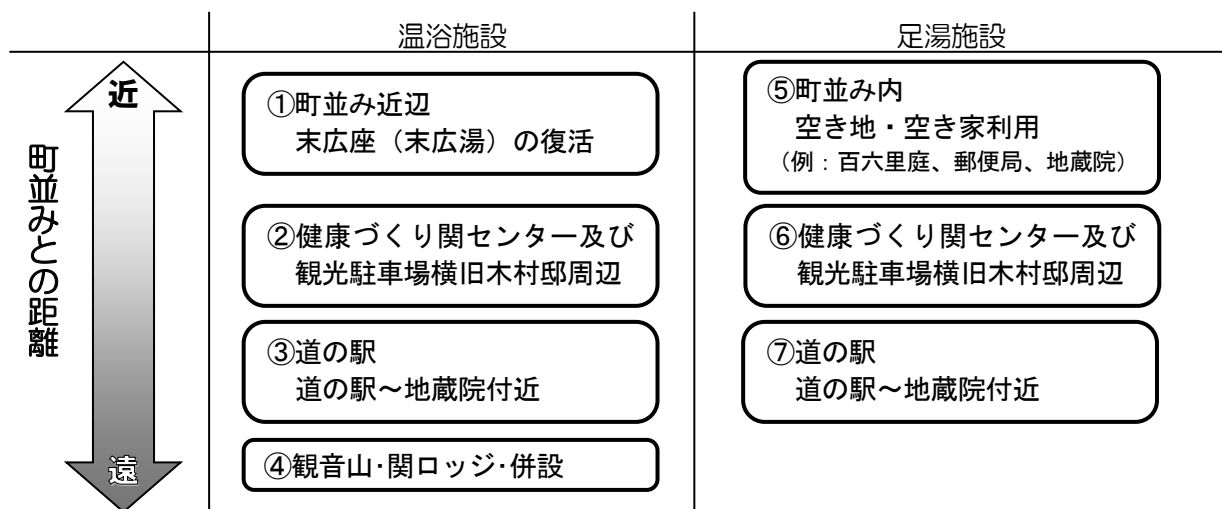 温浴施設
足湯施設
町並みとの距離
近
遠
①町並み近辺
末広座（末広湯）の復活
②健康づくり関センター及び
観光駐車場横旧木村邸周辺
③道の駅
道の駅～地蔵院付近
④観音山･関ロッジ･併設
⑤町並み内
空き地・空き家利用
（例：百六里庭、郵便局、地蔵院）
⑥健康づくり関センター及び
観光駐車場横旧木村邸周辺
⑦道の駅
道の駅～地蔵院付近